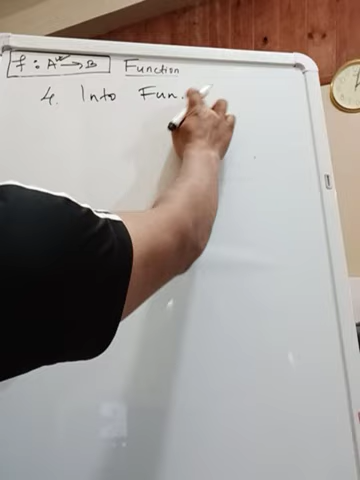 f : A → B Function
4. Into Fun.